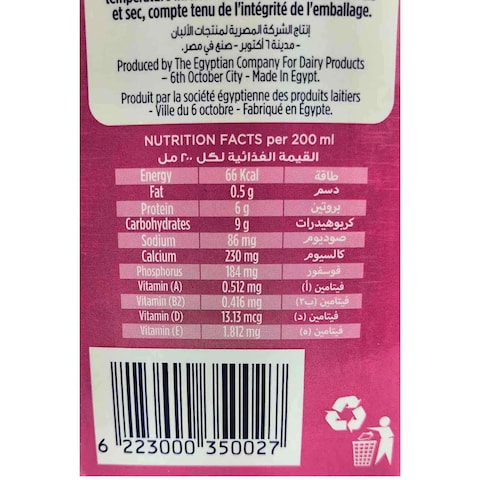 et sec, compte tenu de l'intégrité de l'emballage.
إنتاج الشركة المصرية لمنتجات الألبان
- مدينة ٦ أكتوبر - صنع في مصر.
Produced by The Egyptian Company For Dairy Products
– 6th October City - Made In Egypt.
Produit par la société égyptienne des produits laitiers
- Ville du 6 octobre - Fabriqué en Égypte.
NUTRITION FACTS per 200 ml
القيمة الغذائية لكل ٢٠٠ مل
Energy 66 Kcal طاقة
Fat 0.5 g دسم
Protein 6 g بروتين
Carbohydrates 9 g كربوهيدرات
Sodium 86 mg صوديوم
Calcium 230 mg كالسيوم
Phosphorus 184 mg فوسفور
Vitamin (A) 0.512 mg فيتامين (أ)
Vitamin (B2) 0.416 mg فيتامين (ب٢)
Vitamin (D) 13.13 mcg فيتامين (د)
Vitamin (E) 1.812 mg فيتامين (ه)
6 223000 350027